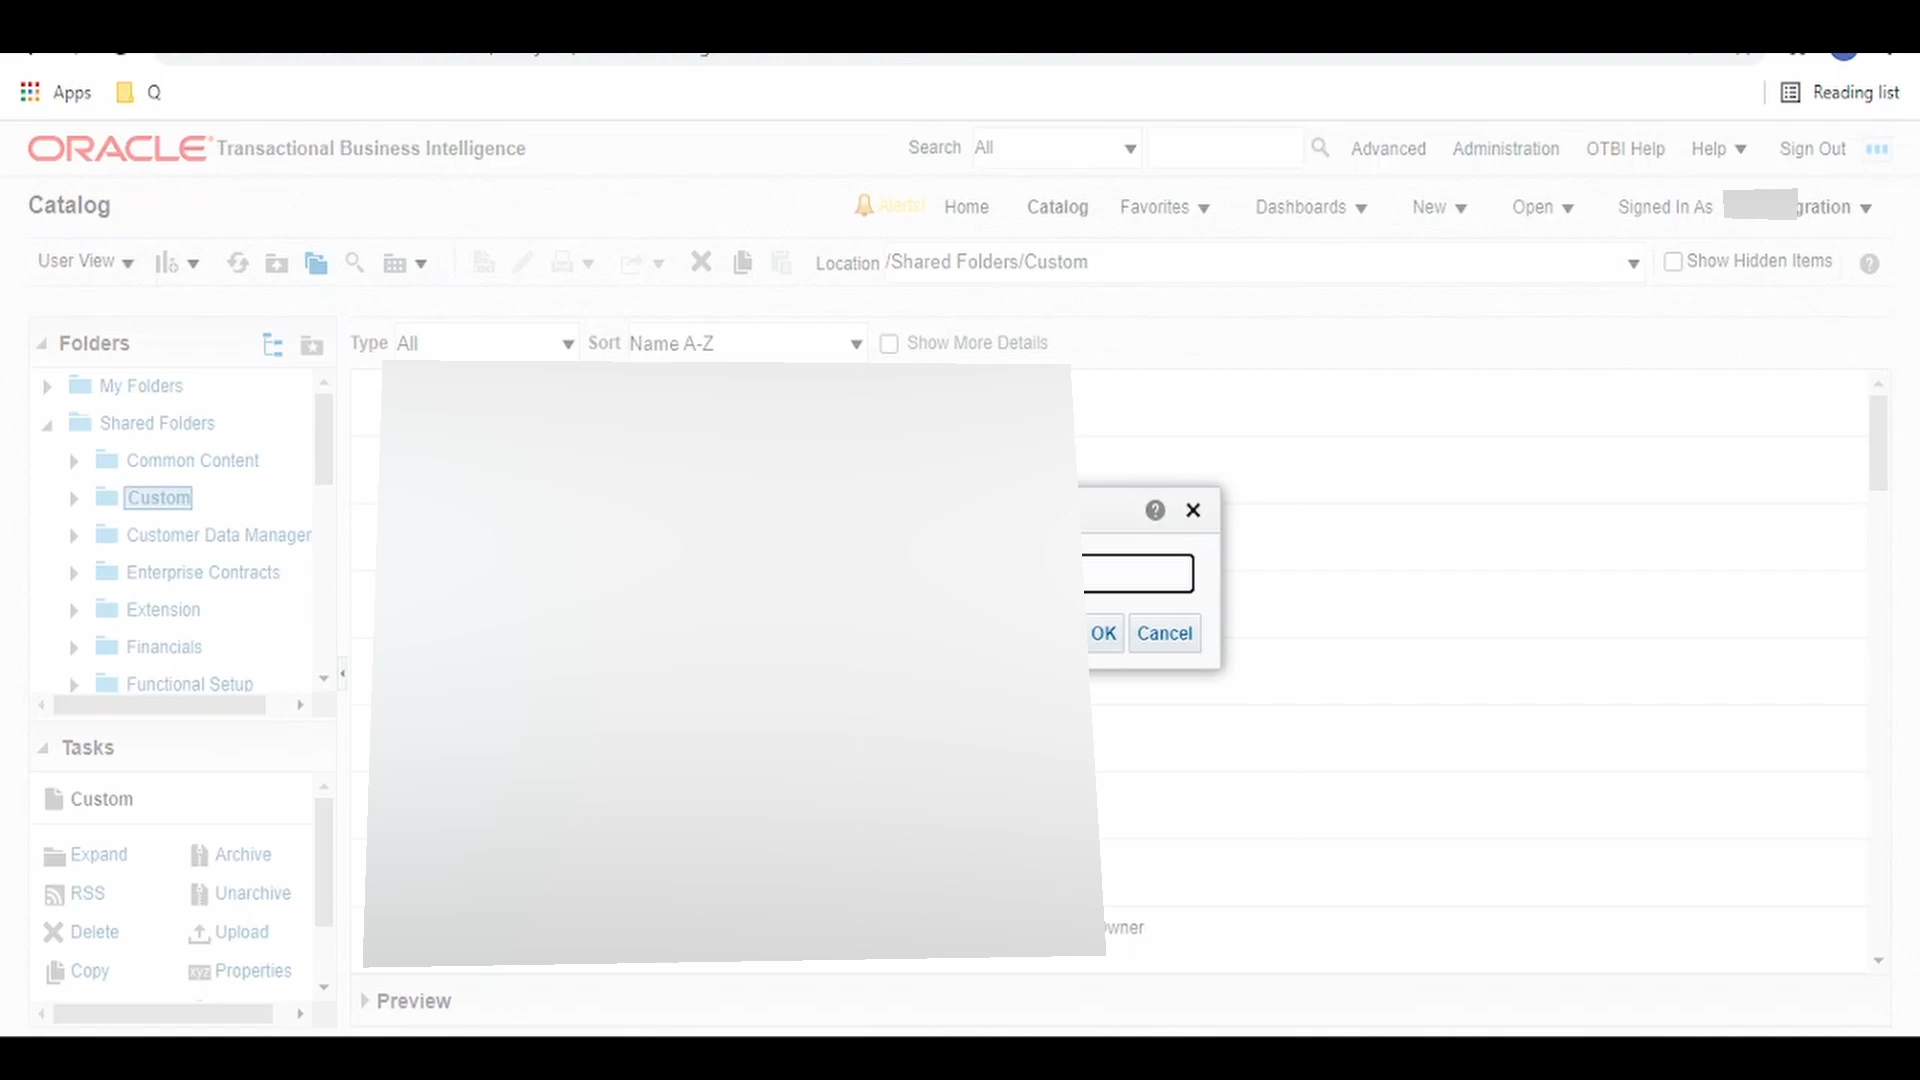 Apps Q Reading list
ORACLE Transactional Business Intelligence Search All Advanced Administration OTBI Help Help Sign Out
Catalog Alerts! Home Catalog Favorites Dashboards New Open Signed In As gration
User View Location /Shared Folders/Custom Show Hidden Items
Folders Type All Sort Name A-Z Show More Details
My Folders
Shared Folders
Common Content
Custom
Customer Data Manager
Enterprise Contracts
Extension
Financials
Functional Setup
OK Cancel
Tasks
Custom
Expand Archive
RSS Unarchive
Delete Upload
Copy xyz Properties
wner
Preview